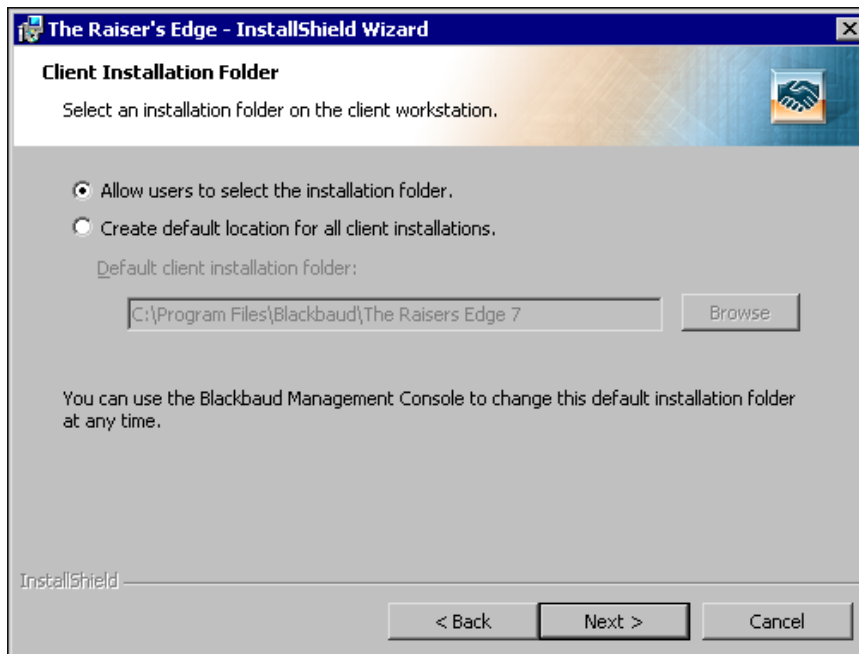 The Raiser's Edge - InstallShield Wizard
Client Installation Folder
Select an installation folder on the client workstation.
Allow users to select the installation folder.
Create default location for all client installations.
Default client installation folder:
C:\Program Files\Blackbaud\The Raisers Edge 7
Browse
You can use the Blackbaud Management Console to change this default installation folder
at any time.
InstallShield
< Back
Next >
Cancel